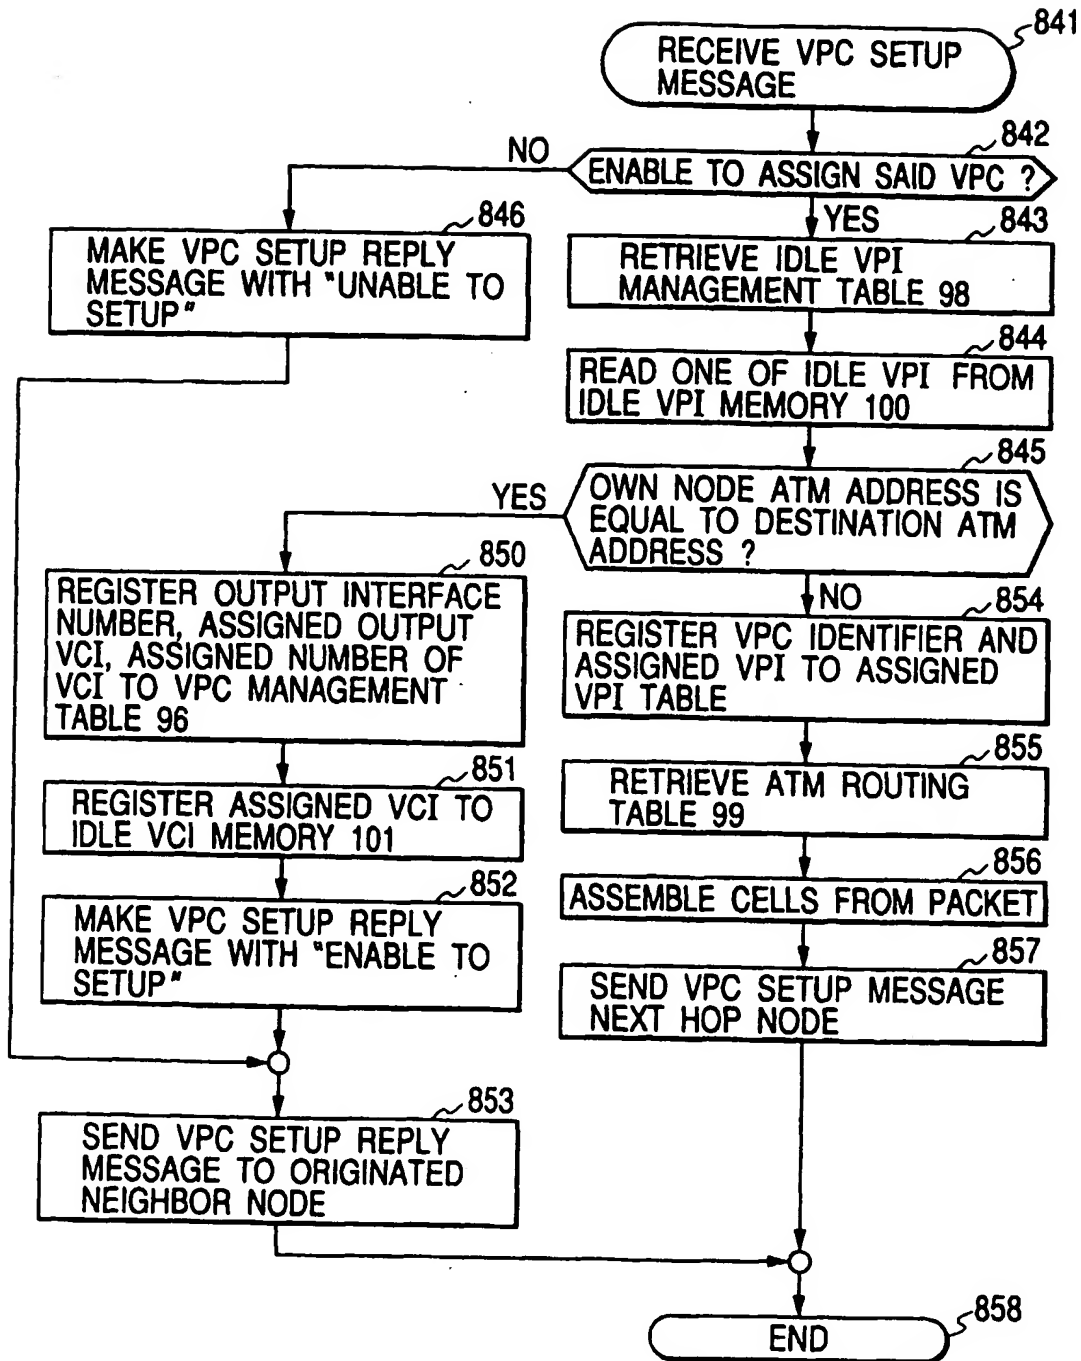 841
RECEIVE VPC SETUP
MESSAGE
842
NO
ENABLE TO ASSIGN SAID VPC ?
YES
846
MAKE VPC SETUP REPLY
MESSAGE WITH "UNABLE TO
SETUP"
843
RETRIEVE IDLE VPI
MANAGEMENT TABLE 98
844
READ ONE OF IDLE VPI FROM
IDLE VPI MEMORY 100
845
YES
OWN NODE ATM ADDRESS IS
EQUAL TO DESTINATION ATM
ADDRESS ?
NO
850
REGISTER OUTPUT INTERFACE
NUMBER, ASSIGNED OUTPUT
VCI, ASSIGNED NUMBER OF
VCI TO VPC MANAGEMENT
TABLE 96
854
REGISTER VPC IDENTIFIER AND
ASSIGNED VPI TO ASSIGNED
VPI TABLE
851
REGISTER ASSIGNED VCI TO
IDLE VCI MEMORY 101
855
RETRIEVE ATM ROUTING
TABLE 99
852
MAKE VPC SETUP REPLY
MESSAGE WITH "ENABLE TO
SETUP"
856
ASSEMBLE CELLS FROM PACKET
857
SEND VPC SETUP MESSAGE
NEXT HOP NODE
853
SEND VPC SETUP REPLY
MESSAGE TO ORIGINATED
NEIGHBOR NODE
858
END